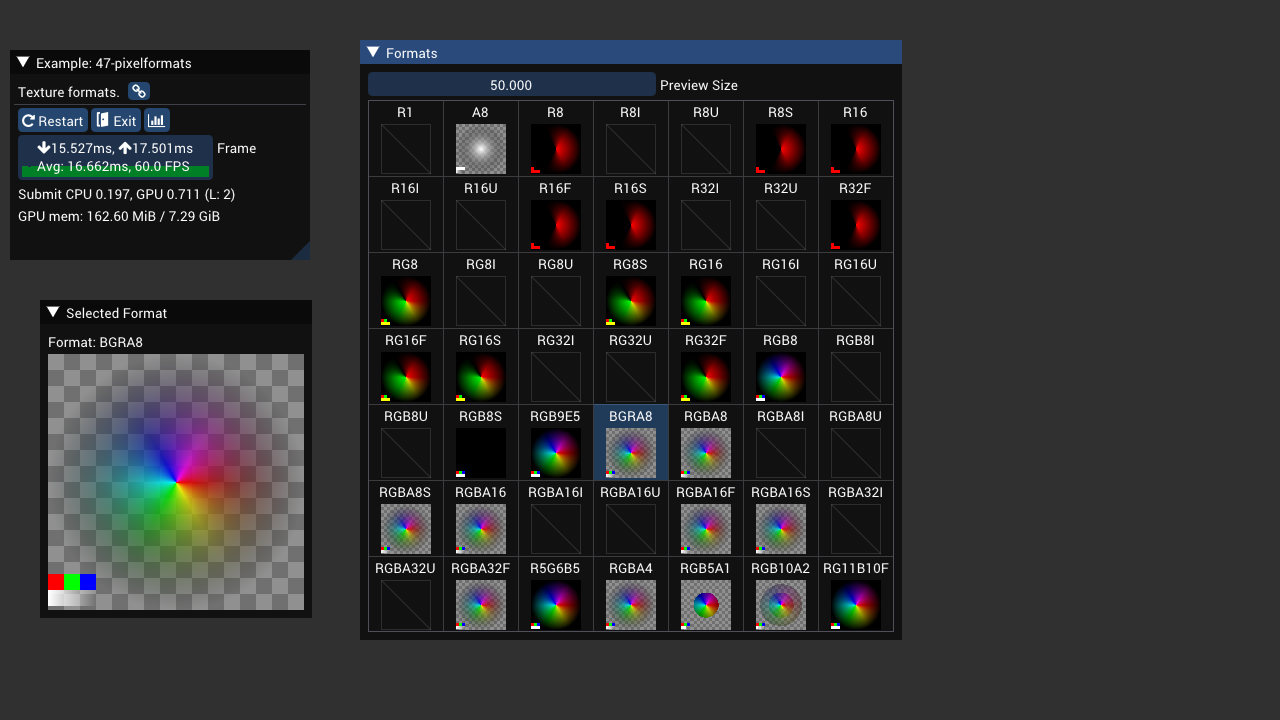 Example: 47-pixelformats
Texture formats.
Restart Exit
15.527ms, 17.501ms Frame
Avg: 16.662ms, 60.0 FPS
Submit CPU 0.197, GPU 0.711 (L: 2)
GPU mem: 162.60 MiB / 7.29 GiB
Selected Format
Format: BGRA8
Formats
50.000 Preview Size
R1 A8 R8 R8I R8U R8S R16
R16I R16U R16F R16S R32I R32U R32F
RG8 RG8I RG8U RG8S RG16 RG16I RG16U
RG16F RG16S RG32I RG32U RG32F RGB8 RGB8I
RGB8U RGB8S RGB9E5 BGRA8 RGBA8 RGBA8I RGBA8U
RGBA8S RGBA16 RGBA16I RGBA16U RGBA16F RGBA16S RGBA32I
RGBA32U RGBA32F R5G6B5 RGBA4 RGB5A1 RGB10A2 RG11B10F